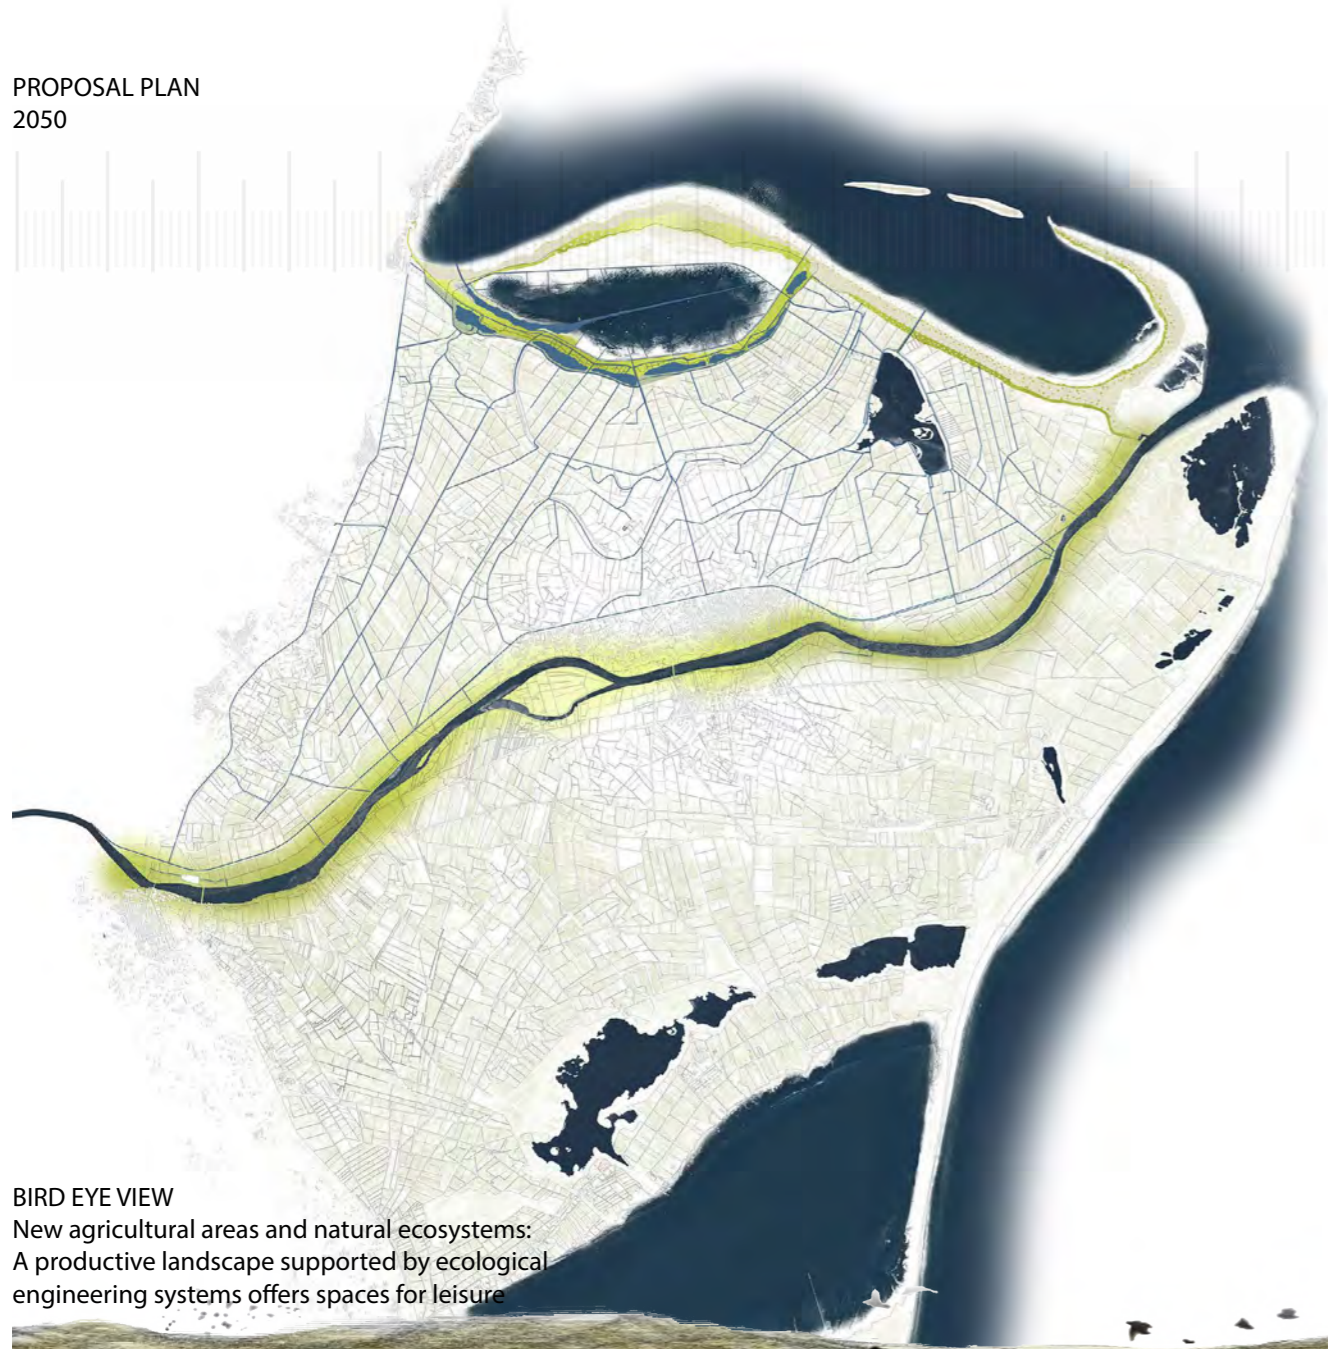 PROPOSAL PLAN
2050
BIRD EYE VIEW
New agricultural areas and natural ecosystems:
A productive landscape supported by ecological
engineering systems offers spaces for leisure